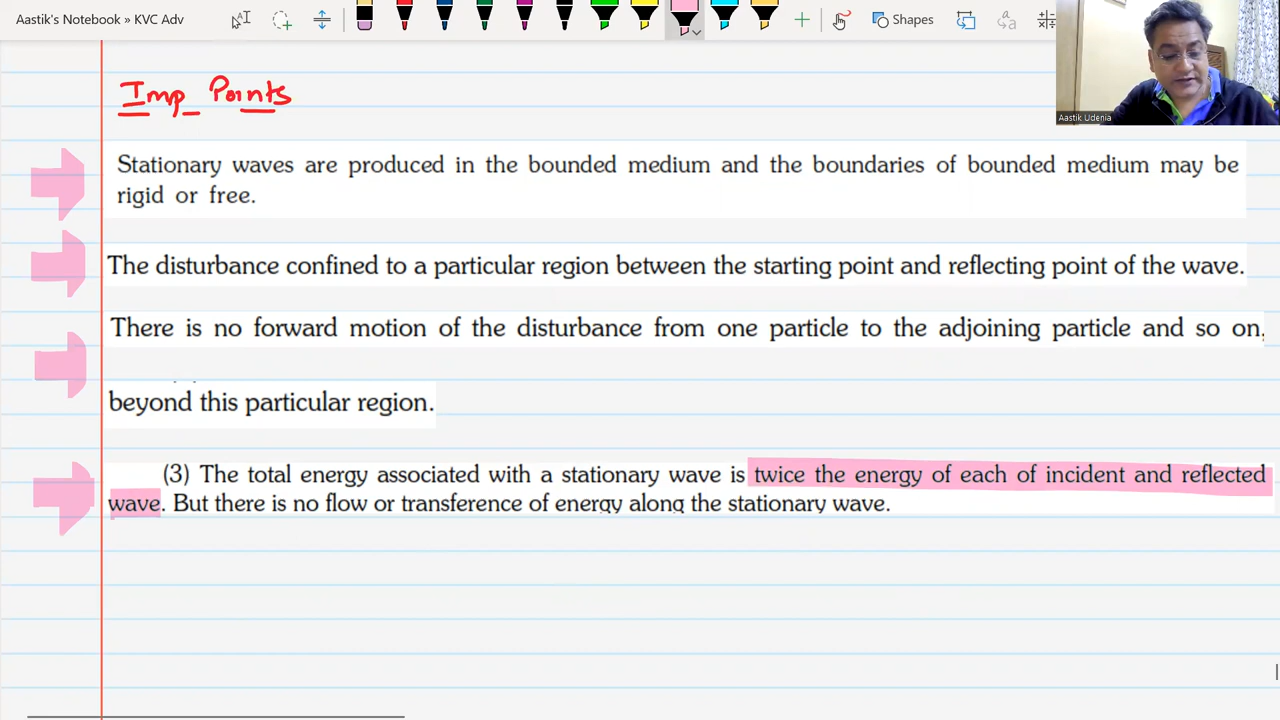 Aastik's Notebook » KVC Adv
Shapes
Aastik Udenia
Imp Points
Stationary waves are produced in the bounded medium and the boundaries of bounded medium may be
rigid or free.
The disturbance confined to a particular region between the starting point and reflecting point of the wave.
There is no forward motion of the disturbance from one particle to the adjoining particle and so on,
beyond this particular region.
(3) The total energy associated with a stationary wave is twice the energy of each of incident and reflected
wave. But there is no flow or transference of energy along the stationary wave.